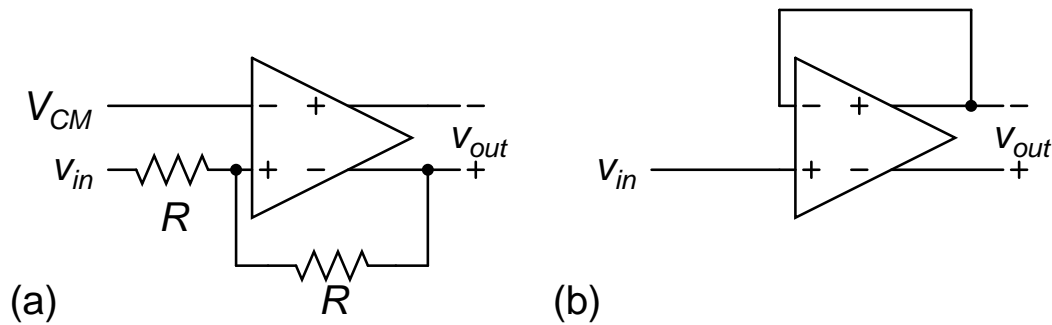 V_CM
− +
−
v_in
R
+ −
v_out
+
R
(a)
− +
−
v_in
+ −
v_out
+
(b)